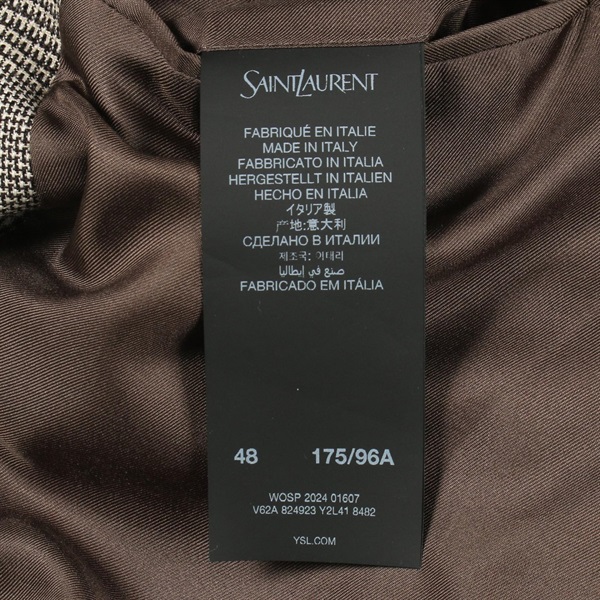 SAINT LAURENT
FABRIQUÉ EN ITALIE
MADE IN ITALY
FABBRICATO IN ITALIA
HERGESTELLT IN ITALIEN
HECHO EN ITALIA
イタリア製
产地:意大利
СДЕЛАНО В ИТАЛИИ
제조국: 이태리
صنع في إيطاليا
FABRICADO EM ITÁLIA
48 175/96A
WOSP 2024 01607
V62A 824923 Y2L41 8482
YSL.COM